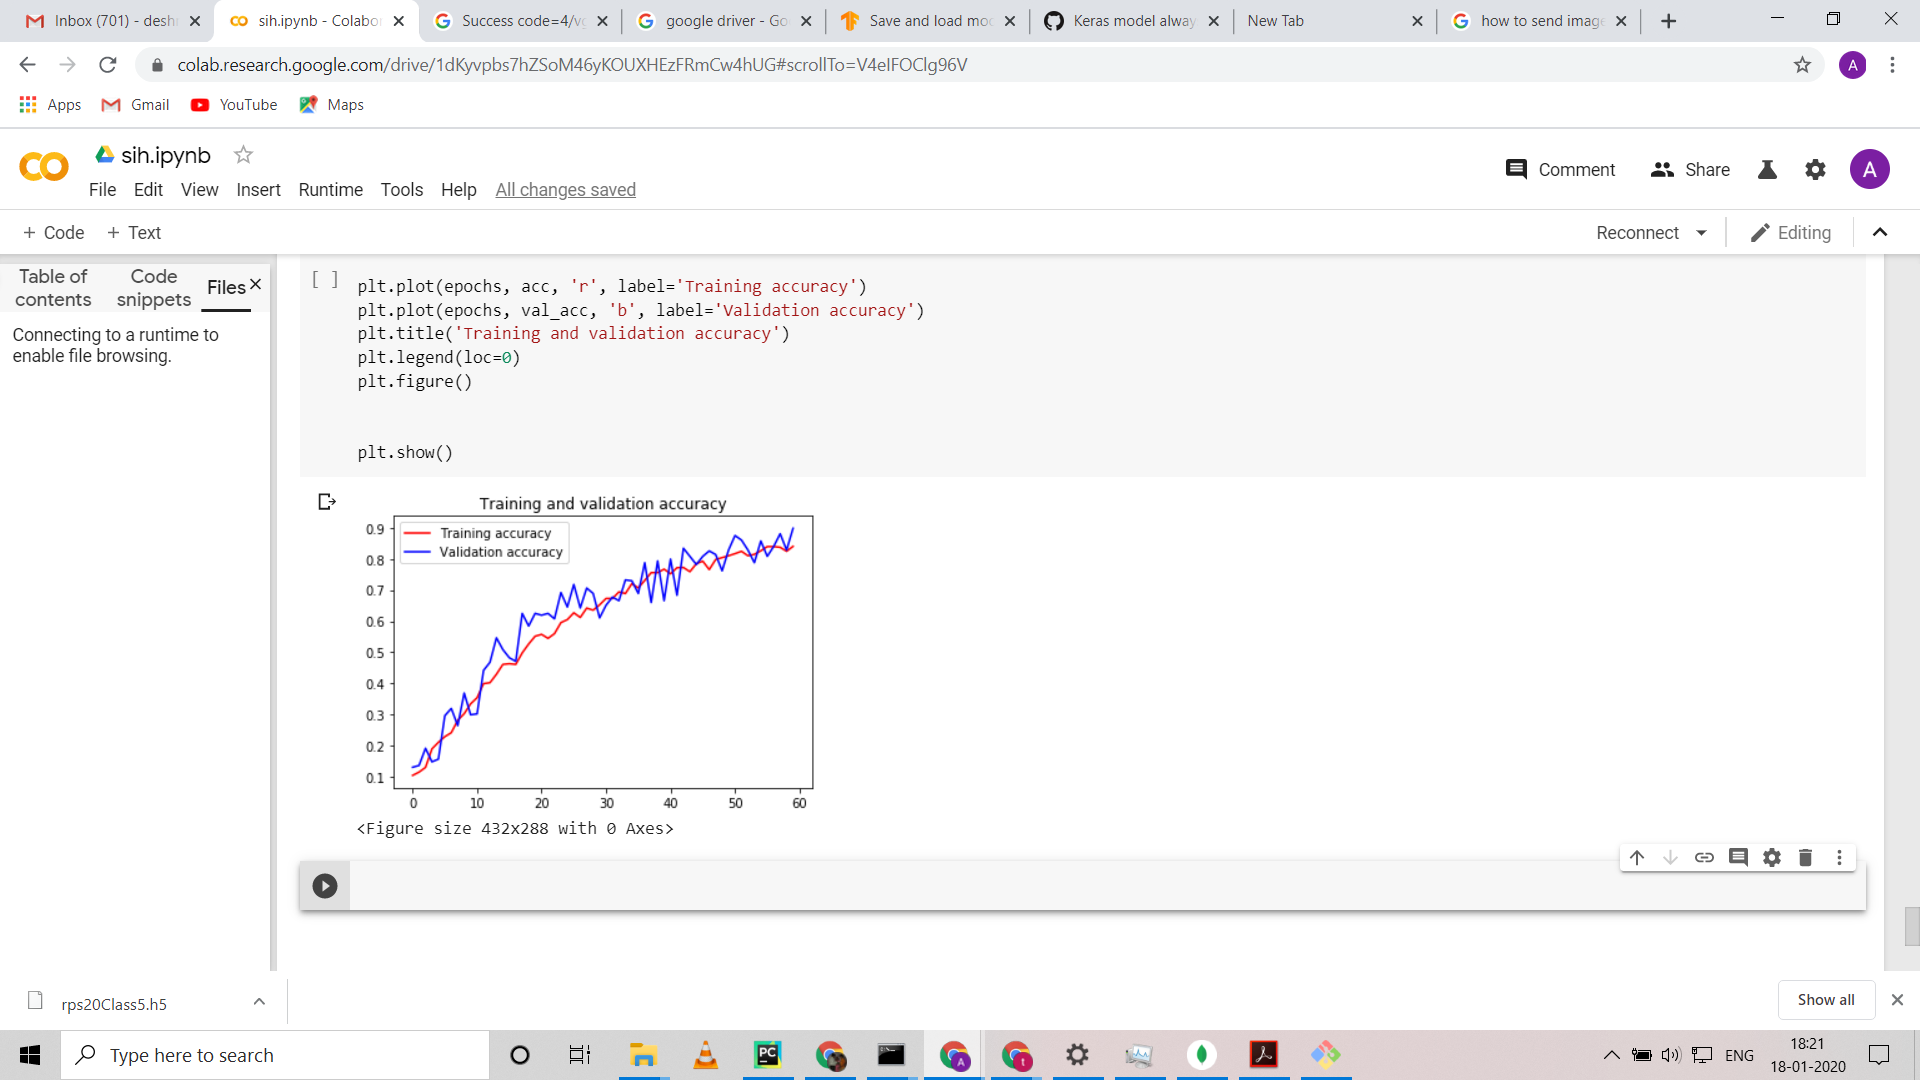 Inbox (701) - desh
sih.ipynb - Colabo
Success code=4/v
google driver - Go
Save and load mo
Keras model alway
New Tab
how to send image
colab.research.google.com/drive/1dKyvpbs7hZSoM46yKOUXHEzFRmCw4hUG#scrollTo=V4eIFOClg96V
A
Apps
Gmail
YouTube
Maps
sih.ipynb
File Edit View Insert Runtime Tools Help All changes saved
Comment
Share
A
+ Code + Text
Reconnect
Editing
Table of contents
Code snippets
Files
Connecting to a runtime to
enable file browsing.
[ ]
plt.plot(epochs, acc, 'r', label='Training accuracy')
plt.plot(epochs, val_acc, 'b', label='Validation accuracy')
plt.title('Training and validation accuracy')
plt.legend(loc=0)
plt.figure()
plt.show()
Training and validation accuracy
Training accuracy
Validation accuracy
0.9
0.8
0.7
0.6
0.5
0.4
0.3
0.2
0.1
0 10 20 30 40 50 60
<Figure size 432x288 with 0 Axes>
rps20Class5.h5
Show all
Type here to search
PC
A
t
ENG
18:21
18-01-2020